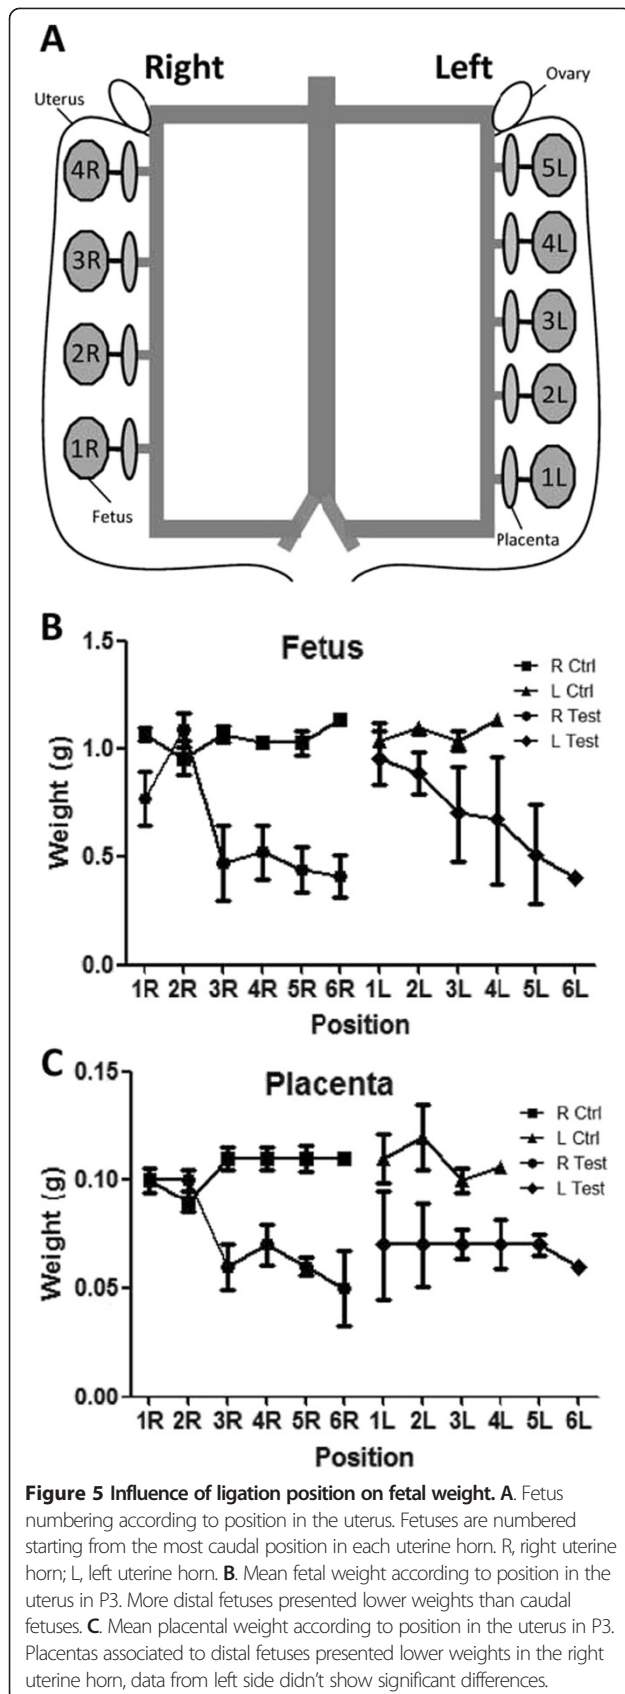 A
Right
Left
Ovary
Uterus
4R
5L
3R
4L
3L
2R
2L
1R
1L
Fetus
Placenta
B
Fetus
1.5
1.0
0.5
0.0
Weight (g)
R Ctrl
L Ctrl
R Test
L Test
1R 2R 3R 4R 5R 6R 1L 2L 3L 4L 5L 6L
Position
C
Placenta
0.15
0.10
0.05
0.00
Weight (g)
R Ctrl
L Ctrl
R Test
L Test
1R 2R 3R 4R 5R 6R 1L 2L 3L 4L 5L 6L
Position
Figure 5 Influence of ligation position on fetal weight. A. Fetus
numbering according to position in the uterus. Fetuses are numbered
starting from the most caudal position in each uterine horn. R, right uterine
horn; L, left uterine horn. B. Mean fetal weight according to position in the
uterus in P3. More distal fetuses presented lower weights than caudal
fetuses. C. Mean placental weight according to position in the uterus in P3.
Placentas associated to distal fetuses presented lower weights in the right
uterine horn, data from left side didn't show significant differences.